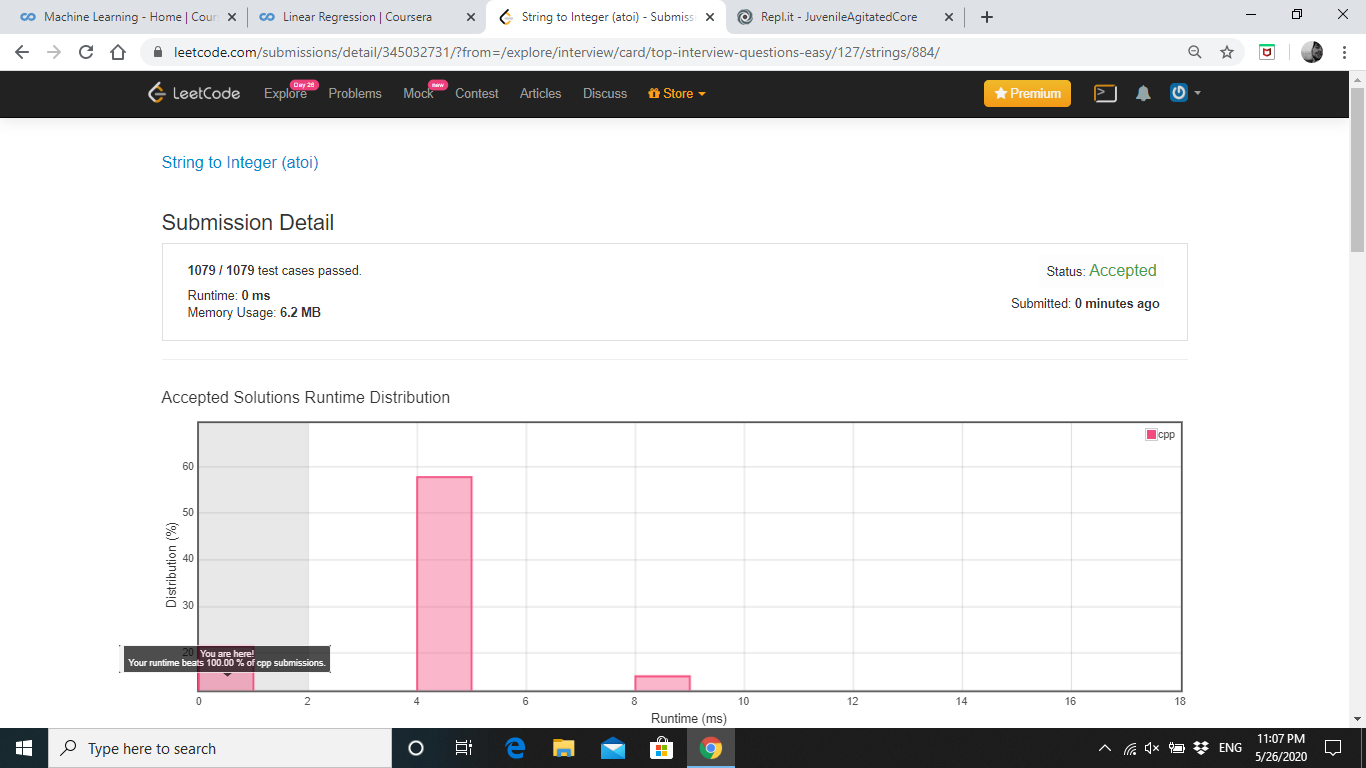 Machine Learning - Home | Cour
Linear Regression | Coursera
String to Integer (atoi) - Submiss
Repl.it - JuvenileAgitatedCore
leetcode.com/submissions/detail/345032731/?from=/explore/interview/card/top-interview-questions-easy/127/strings/884/
LeetCode
Explore
Day 26
Problems
Mock
new
Contest
Articles
Discuss
Store
Premium
String to Integer (atoi)
Submission Detail
1079 / 1079 test cases passed.
Status: Accepted
Runtime: 0 ms
Submitted: 0 minutes ago
Memory Usage: 6.2 MB
Accepted Solutions Runtime Distribution
cpp
60
50
40
30
20
Distribution (%)
You are here!
Your runtime beats 100.00 % of cpp submissions.
0 2 4 6 8 10 12 14 16 18
Runtime (ms)
Type here to search
ENG
11:07 PM
5/26/2020